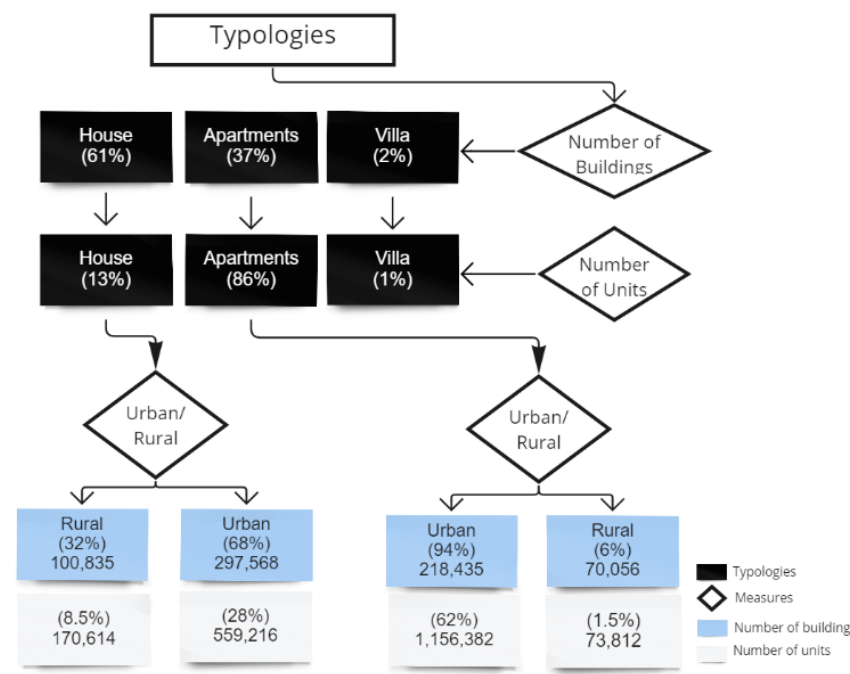 Typologies
House
(61%)
Apartments
(37%)
Villa
(2%)
Number of
Buildings
House
(13%)
Apartments
(86%)
Villa
(1%)
Number
of Units
Urban/
Rural
Urban/
Rural
Rural
(32%)
100,835
Urban
(68%)
297,568
Urban
(94%)
218,435
Rural
(6%)
70,056
(8.5%)
170,614
(28%)
559,216
(62%)
1,156,382
(1.5%)
73,812
Typologies
Measures
Number of building
Number of units